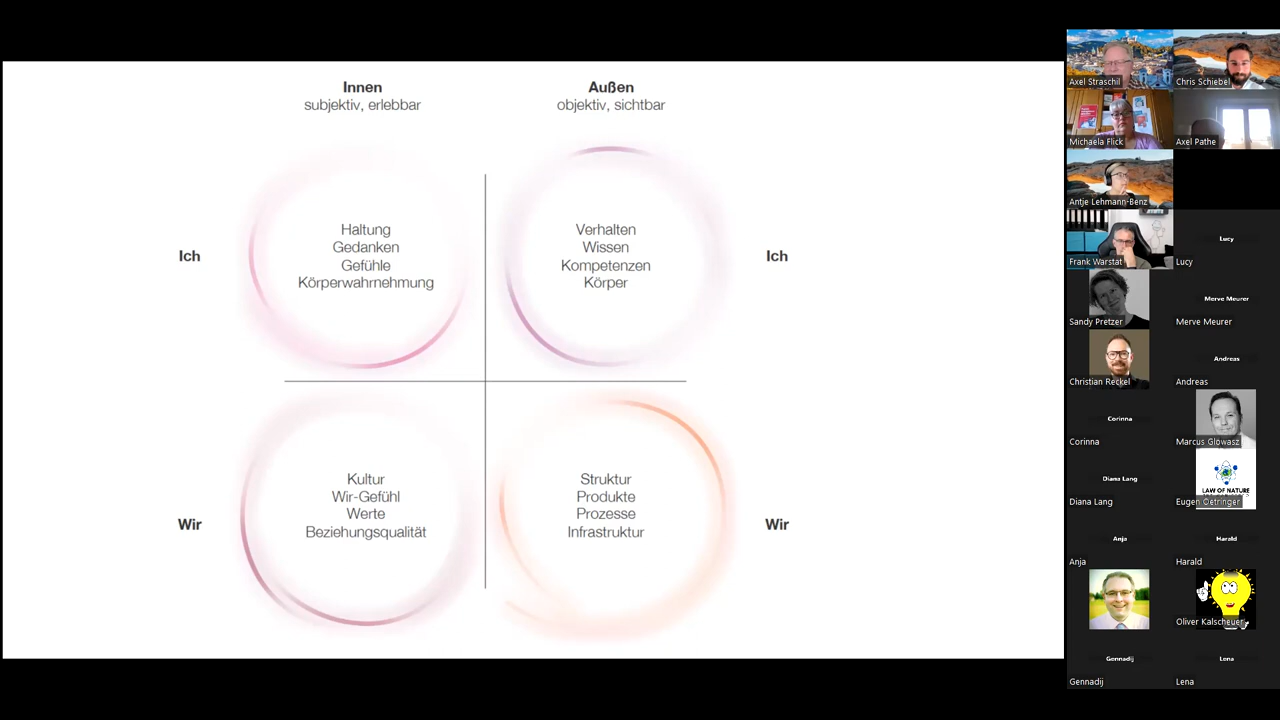 Innen
subjektiv, erlebbar
Außen
objektiv, sichtbar
Ich
Haltung
Gedanken
Gefühle
Körperwahrnehmung
Verhalten
Wissen
Kompetenzen
Körper
Ich
Wir
Kultur
Wir-Gefühl
Werte
Beziehungsqualität
Struktur
Produkte
Prozesse
Infrastruktur
Wir
Axel Straschil
Chris Schiebel
Michaela Flick
Axel Pathe
Antje Lehmann-Benz
Frank Warstat
Lucy
Lucy
Sandy Pretzer
Merve Meurer
Merve Meurer
Christian Reckel
Andreas
Andreas
Corinna
Corinna
Marcus Glowasz
Diana Lang
Diana Lang
LAW OF NATURE
Eugen Oetringer
Anja
Anja
Harald
Harald
Oliver Kalscheuer
Gennadij
Gennadij
Lena
Lena